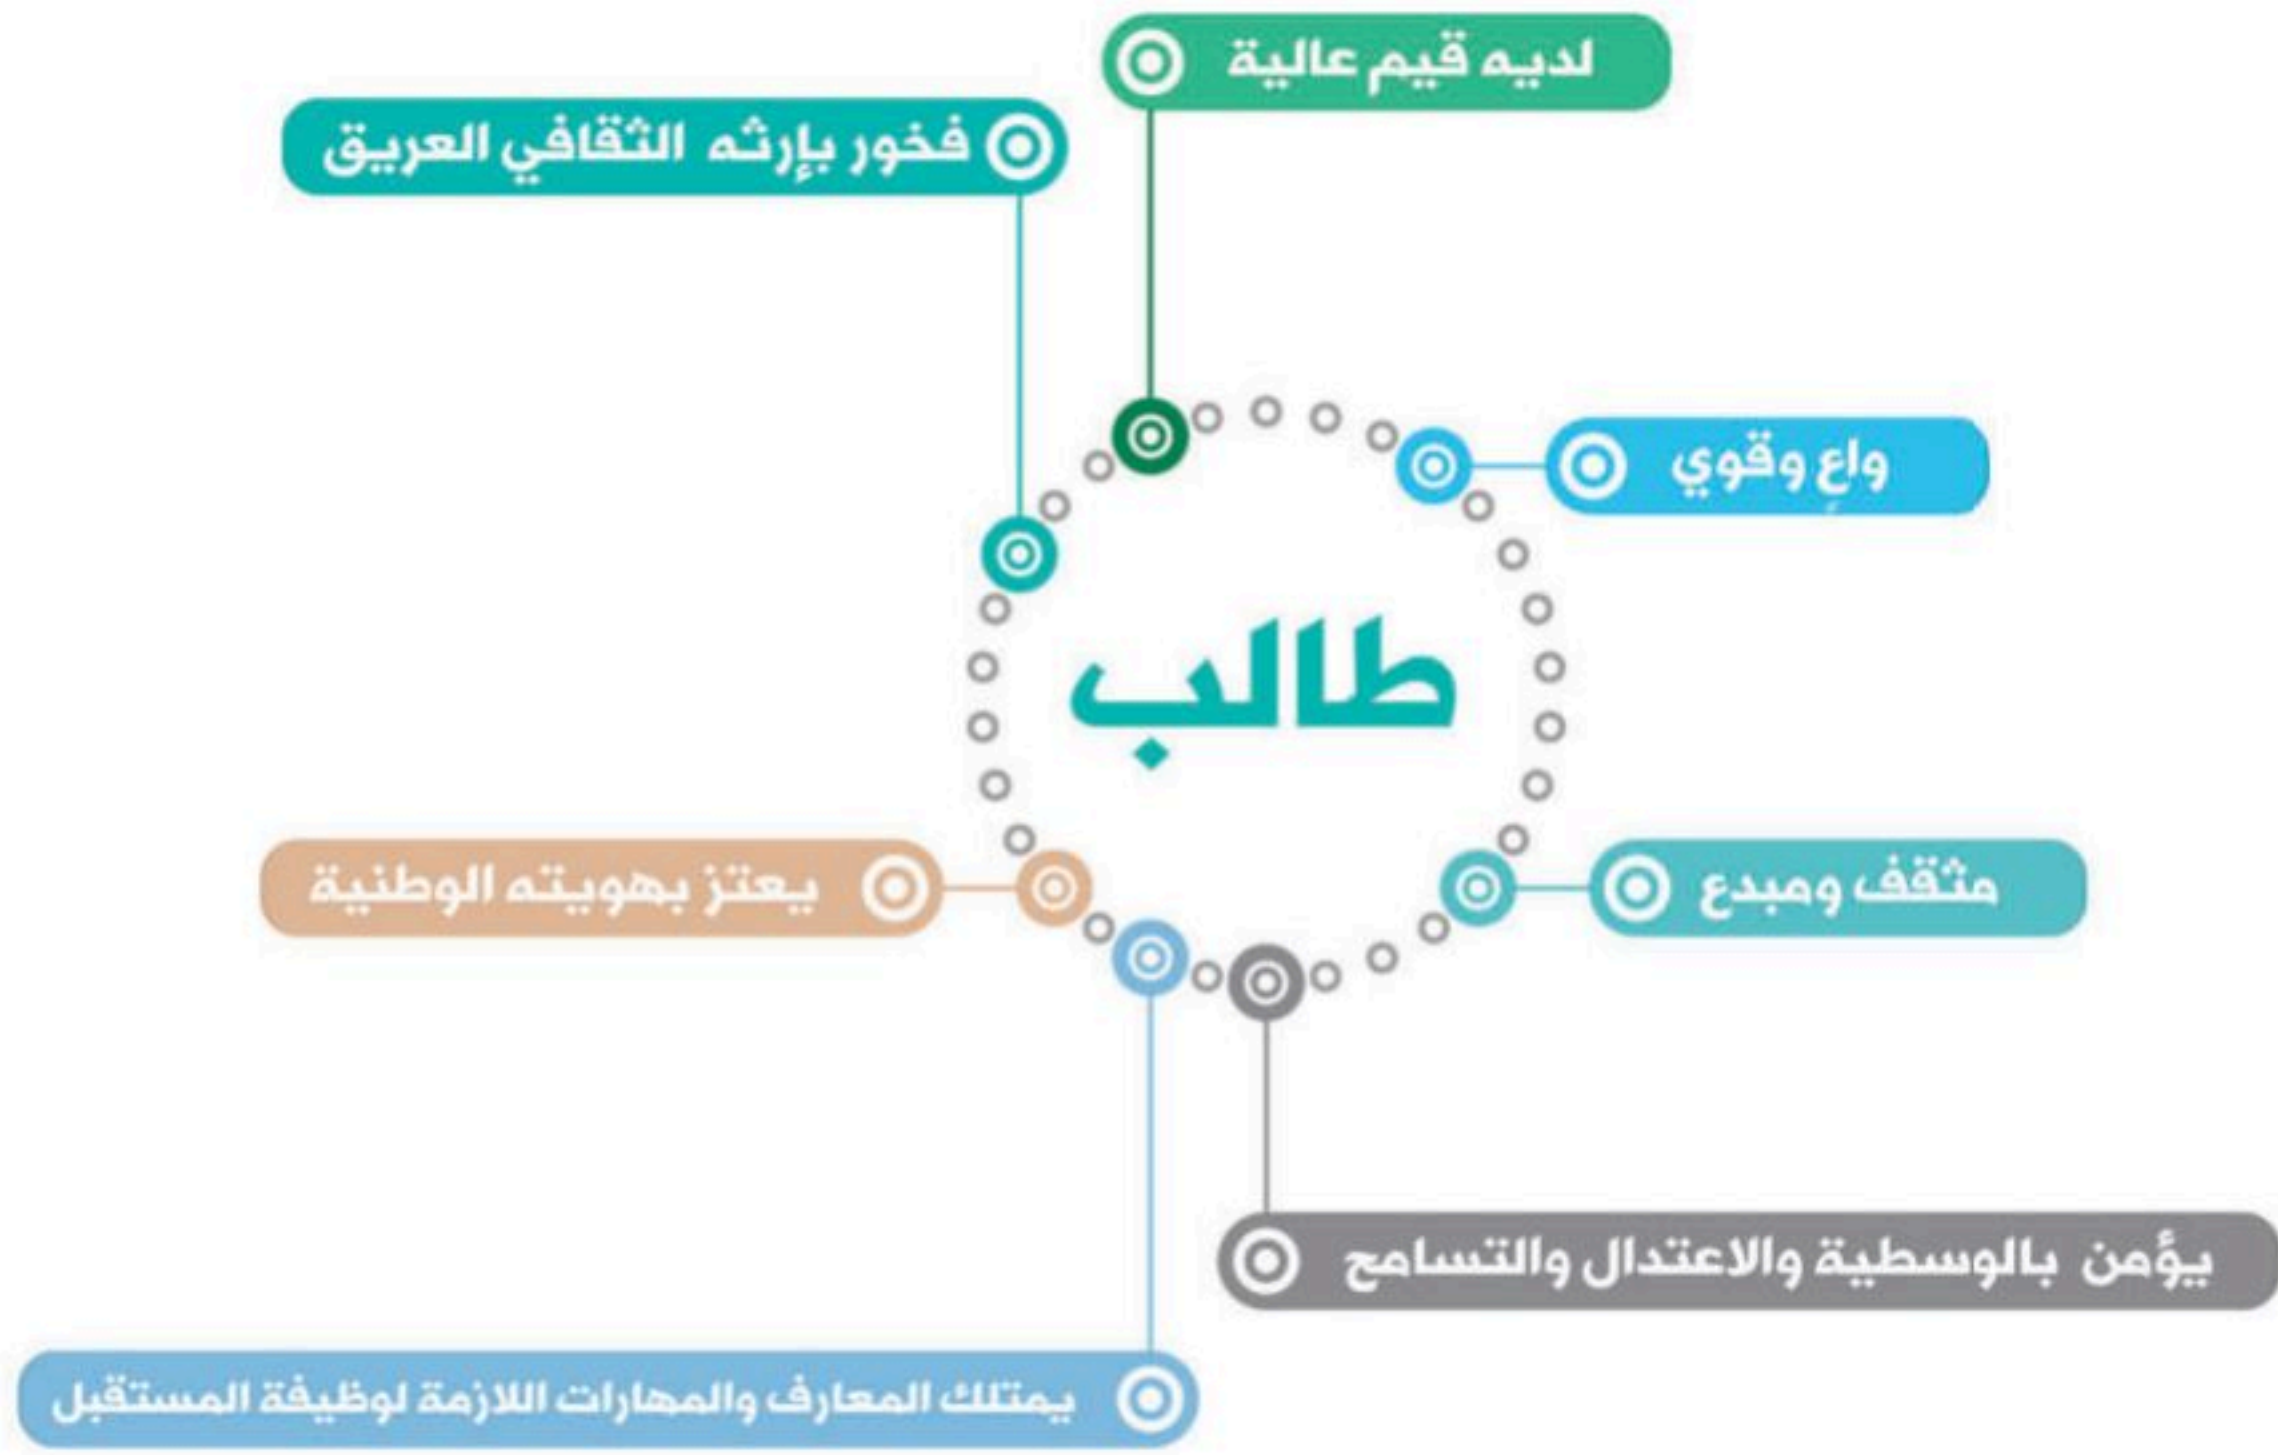 لديه قيم عالية
فخور بإرثه الثقافي العريق
واعٍ وقوي
طالب
مثقف ومبدع
يعتز بهويته الوطنية
يؤمن بالوسطية والاعتدال والتسامح
يمتلك المعارف والمهارات اللازمة لوظيفة المستقبل